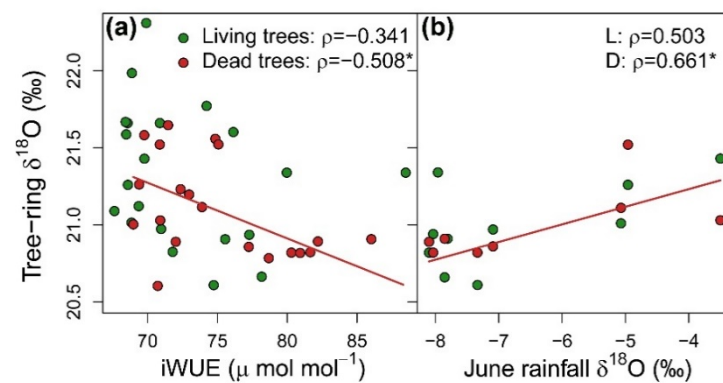 (a) Living trees: ρ=−0.341
Dead trees: ρ=−0.508*
(b) L: ρ=0.503
D: ρ=0.661*
Tree-ring δ¹⁸O (‰)
22.0
21.5
21.0
20.5
70 75 80 85
iWUE (μ mol mol⁻¹)
−8 −7 −6 −5 −4
June rainfall δ¹⁸O (‰)